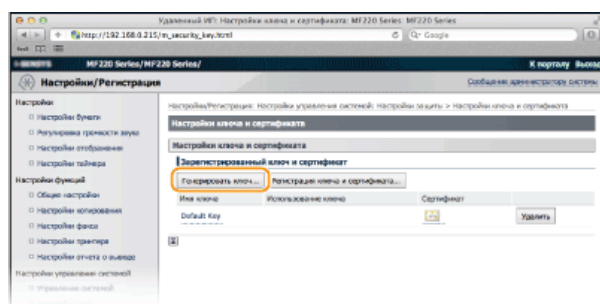 Удаленный ИП: Настройки ключа и сертификата: MF220 Series: MF220 Series
http://192.168.0.215/m_security_key.html
Google
MF220 Series/MF220 Series/
К порталу
Настройки/Регистрация
Сообщение администратору системы
Настройки
Настройки бумаги
Регулировка громкости звука
Настройки отображения
Настройки таймера
Настройки функций
Общие настройки
Настройки копирования
Настройки факса
Настройки принтера
Настройки отчета о выводе
Настройки управления системой
Управление системой
Настройки/Регистрация: Настройки управления системой: Настройки защиты > Настройки ключа и сертификата
Настройки ключа и сертификата
Настройки ключа и сертификата
Зарегистрированный ключ и сертификат
Генерировать ключ...
Регистрация ключа и сертификата...
Имя ключа
Использование ключа
Сертификат
Default Key
Удалить